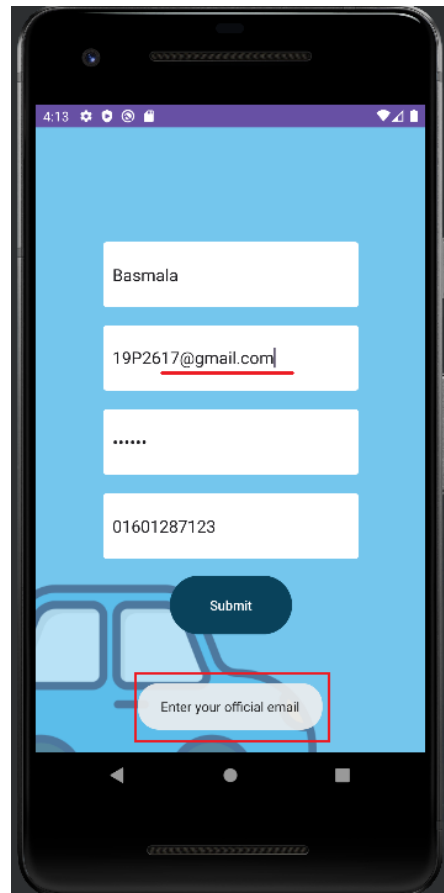 4:13
Basmala
19P2617@gmail.com
••••••
01601287123
Submit
Enter your official email